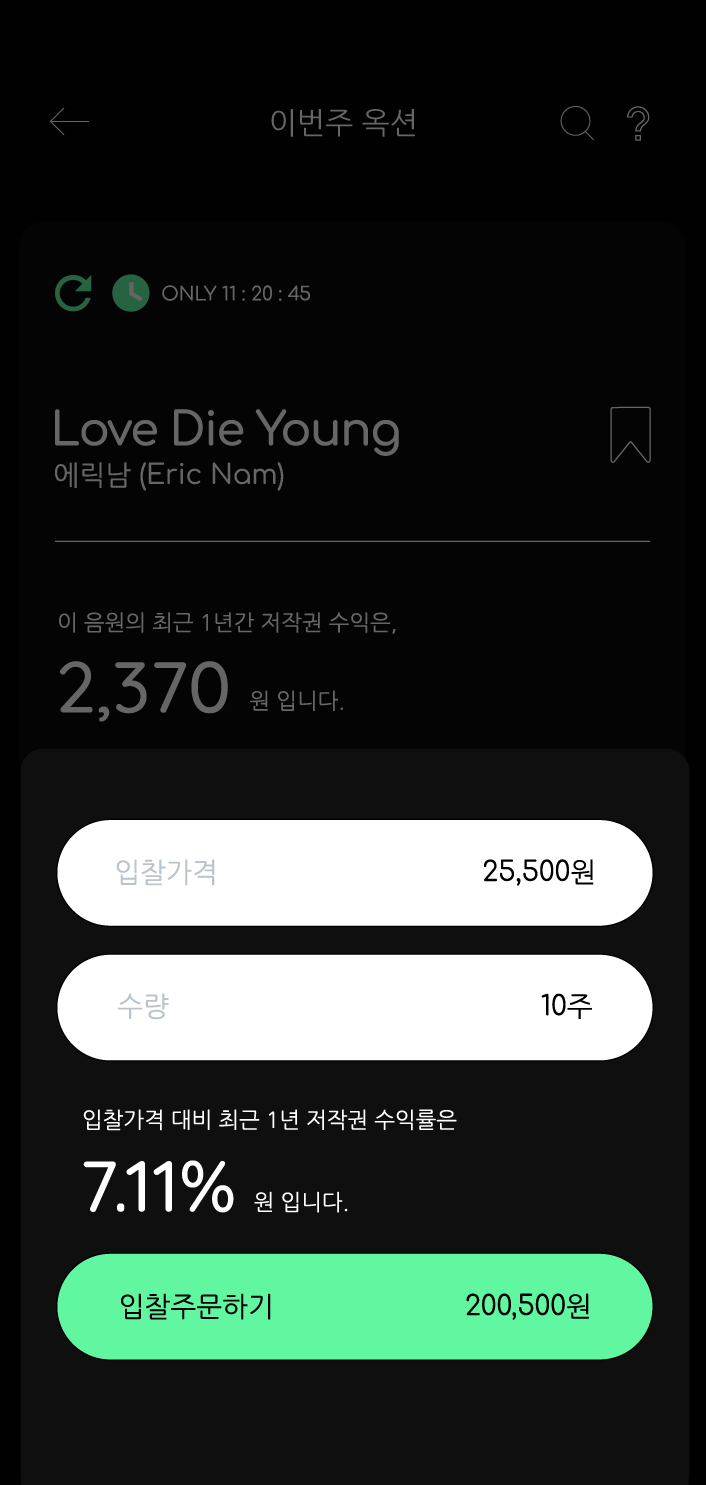 이번주 옥션
ONLY 11 : 20 : 45
Love Die Young
에릭남 (Eric Nam)
이 음원의 최근 1년간 저작권 수익은,
2,370 원 입니다.
입찰가격 25,500원
수량 10주
입찰가격 대비 최근 1년 저작권 수익률은
7.11% 원 입니다.
입찰주문하기 200,500원